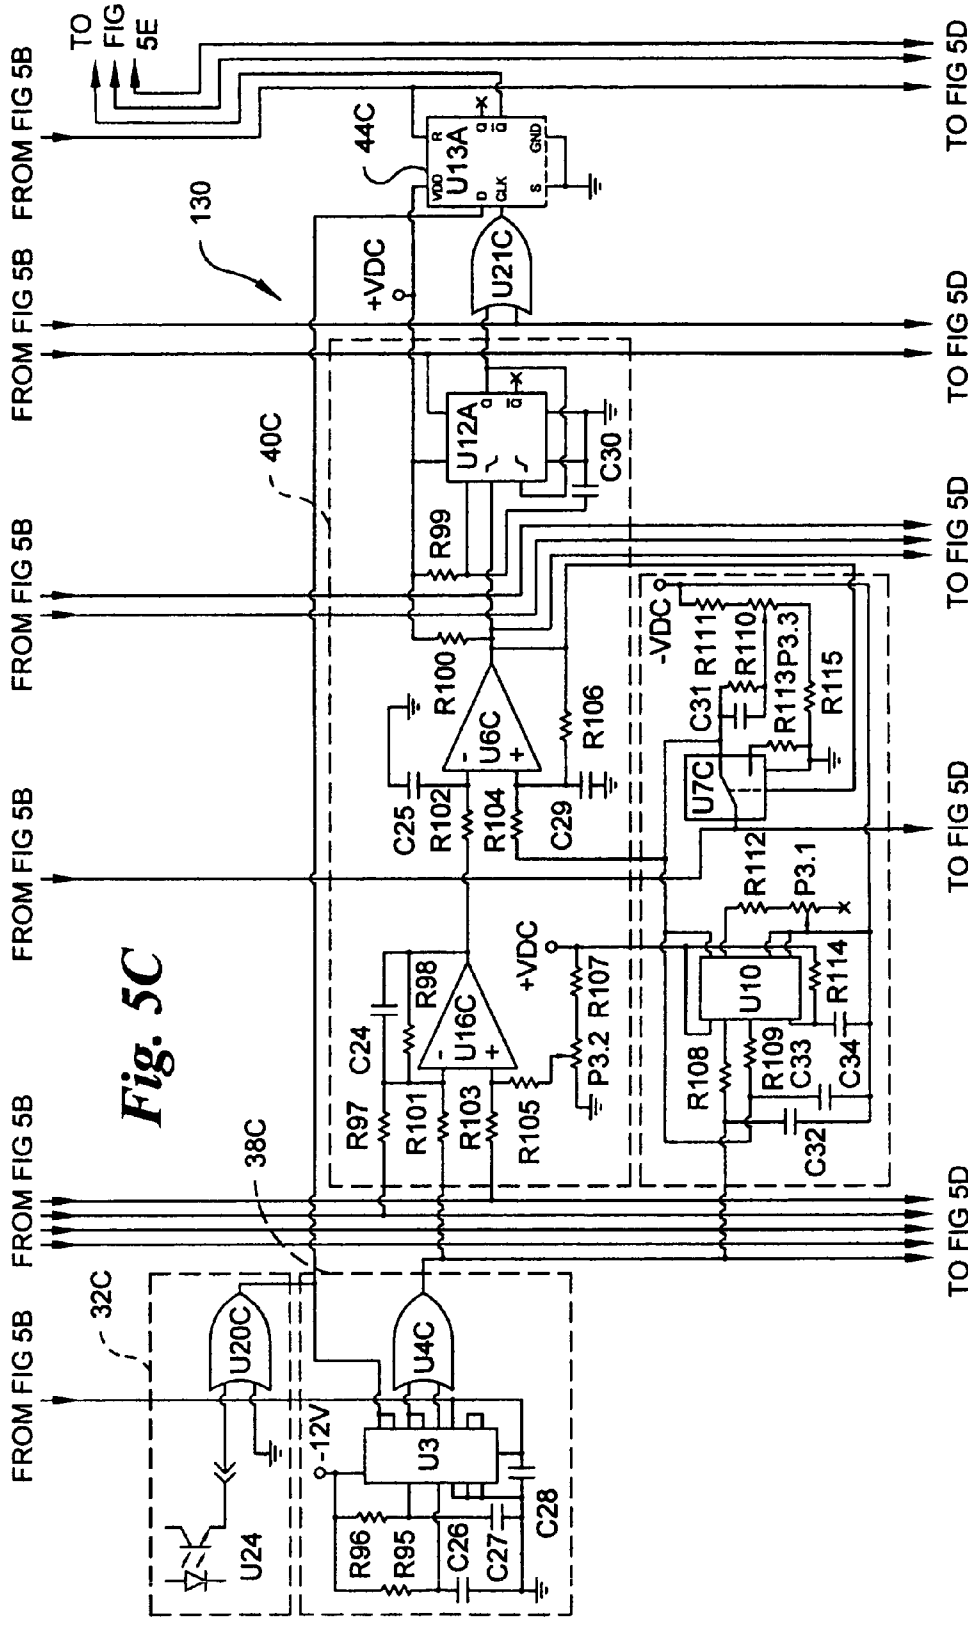 FROM FIG 5B
FROM FIG 5B
FROM FIG 5B
FROM FIG 5B
FROM FIG 5B
FROM FIG 5B
TO
FIG
5E
Fig. 5C
130
32C
U24
U20C
38C
-12V
R96
R95
C26
C27
C28
U3
U4C
40C
R97
C24
R98
R101
R103
R105
U16C
-
+
+VDC
P3.2
R107
C25
R102
R104
C29
U6C
-
+
R100
R106
R99
U12A
Q
Q
C30
+VDC
U21C
44C
VDD
R
D
U13A
CLK
Q
Q
S
GND
R108
R109
C32
C33
C34
U10
R114
R112
P3.1
U7C
C31
R113
R115
-VDC
R111
R110
P3.3
TO FIG 5D
TO FIG 5D
TO FIG 5D
TO FIG 5D
TO FIG 5D